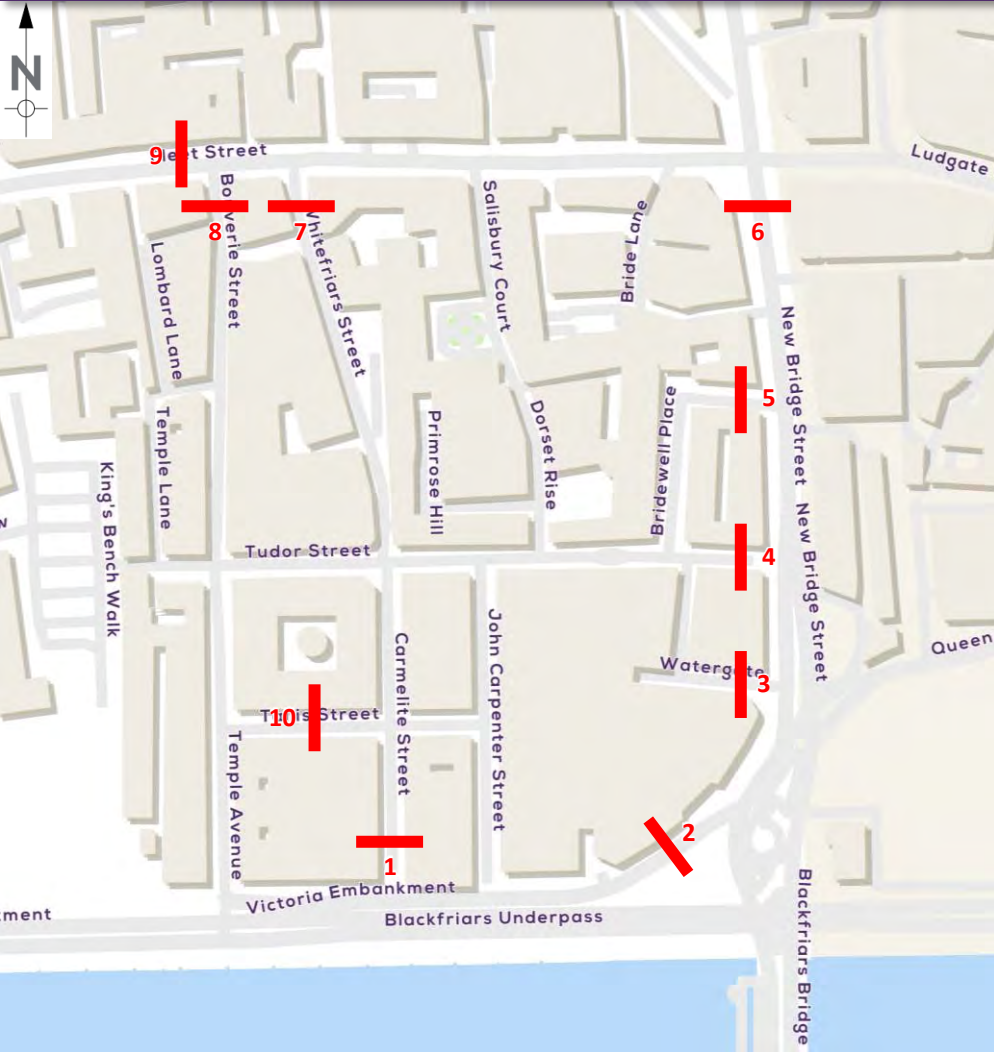 N
Fleet Street
9
Ludgate
Bouverie Street
8
Whitefriars Street
7
Salisbury Court
Bride Lane
6
Lombard Lane
New Bridge Street
5
Temple Lane
Primrose Hill
Dorset Rise
Bridewell Place
King's Bench Walk
New Bridge Street
Tudor Street
4
Queen
John Carpenter Street
Carmelite Street
Watergate
3
10
Tallis Street
Temple Avenue
2
1
Victoria Embankment
Blackfriars Underpass
Blackfriars Bridge